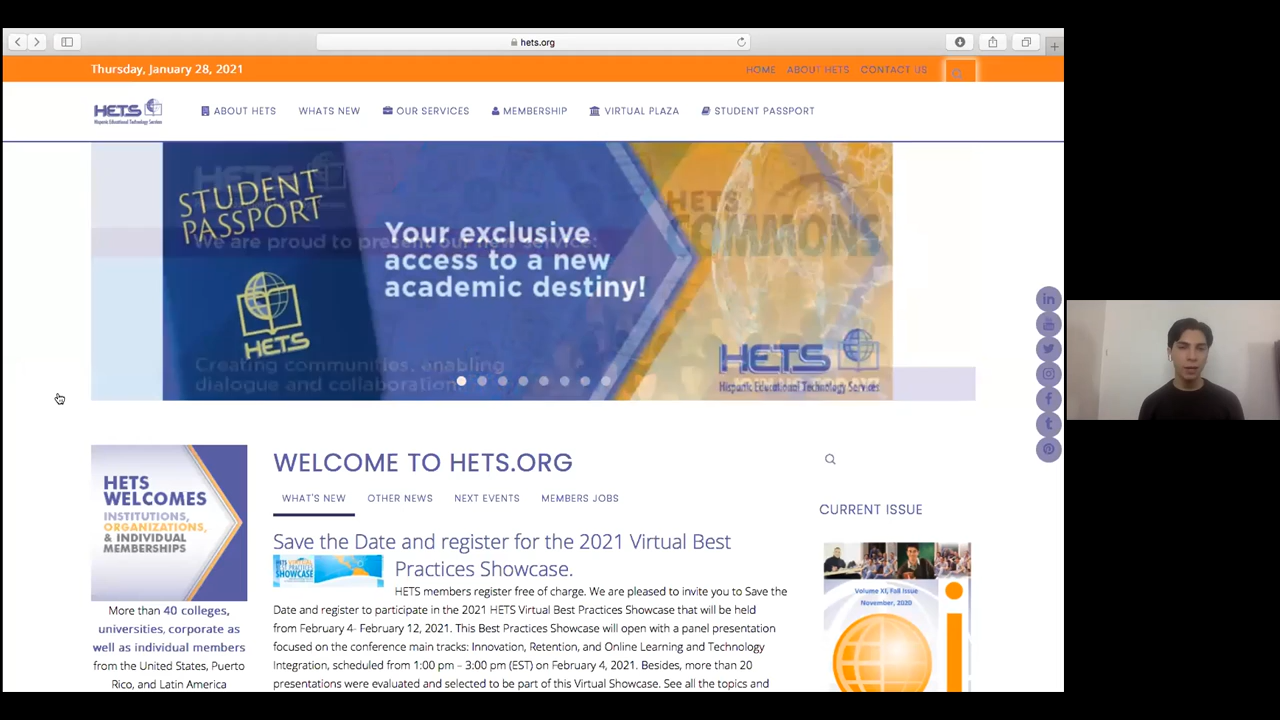 hets.org
Thursday, January 28, 2021
HOME ABOUT HETS CONTACT US
HETS
Hispanic Educational Technology Services
ABOUT HETS WHATS NEW OUR SERVICES MEMBERSHIP VIRTUAL PLAZA STUDENT PASSPORT
STUDENT
PASSPORT
HETS
We are proud to present our new service:
Your exclusive
access to a new
academic destiny!
HETS
COMMONS
Creating communities, enabling
dialogue and collaboration.
HETS
Hispanic Educational Technology Services
HETS
WELCOMES
INSTITUTIONS,
ORGANIZATIONS,
& INDIVIDUAL
MEMBERSHIPS
More than 40 colleges,
universities, corporate as
well as individual members
from the United States, Puerto
Rico, and Latin America
WELCOME TO HETS.ORG
WHAT'S NEW OTHER NEWS NEXT EVENTS MEMBERS JOBS
Save the Date and register for the 2021 Virtual Best
Practices Showcase.
HETS members register free of charge. We are pleased to invite you to Save the
Date and register to participate in the 2021 HETS Virtual Best Practices Showcase that will be held
from February 4- February 12, 2021. This Best Practices Showcase will open with a panel presentation
focused on the conference main tracks: Innovation, Retention, and Online Learning and Technology
Integration, scheduled from 1:00 pm – 3:00 pm (EST) on February 4, 2021. Besides, more than 20
presentations were evaluated and selected to be part of this Virtual Showcase. See all the topics and
CURRENT ISSUE
Volume XI, Fall Issue
November, 2020